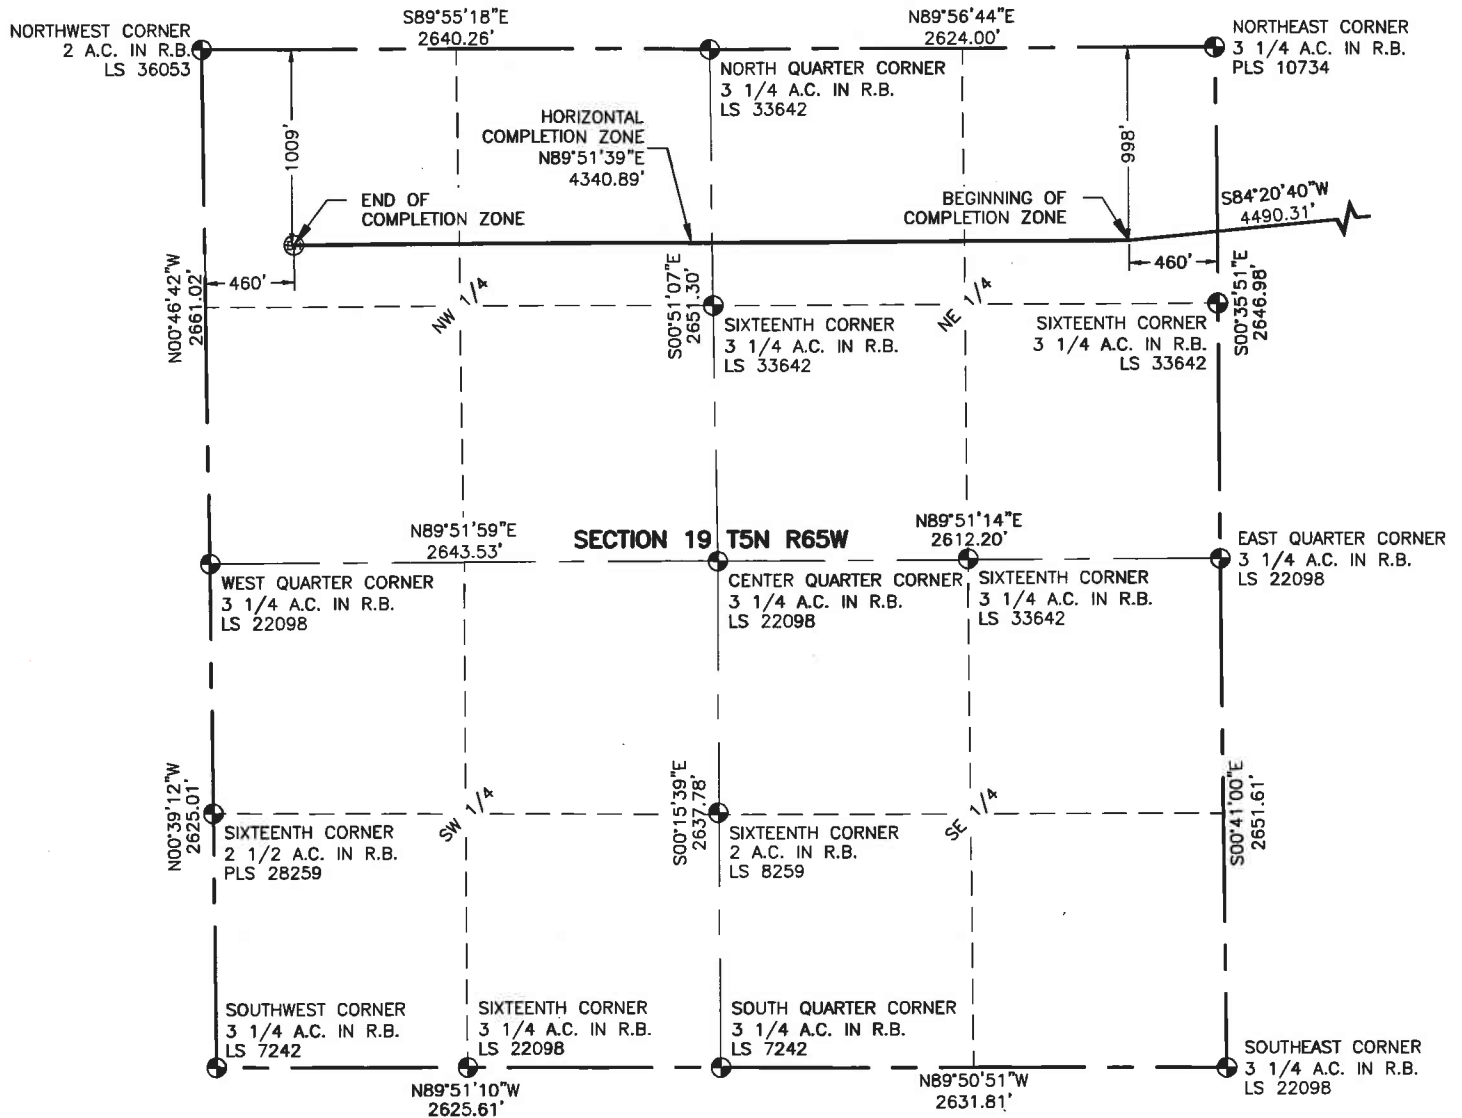 NORTHWEST CORNER
2 A.C. IN R.B.
LS 36053
S89°55'18"E
2640.26'
N89°56'44"E
2624.00'
NORTHEAST CORNER
3 1/4 A.C. IN R.B.
PLS 10734
NORTH QUARTER CORNER
3 1/4 A.C. IN R.B.
LS 33642
1009'
HORIZONTAL
COMPLETION ZONE
N89°51'39"E
4340.89'
998'
END OF
COMPLETION ZONE
BEGINNING OF
COMPLETION ZONE
S84°20'40"W
4490.31'
460'
460'
N00°46'42"W
2661.02'
NW 1/4
S00°51'07"E
2651.30'
NE 1/4
S00°35'51"E
2646.98'
SIXTEENTH CORNER
3 1/4 A.C. IN R.B.
LS 33642
SIXTEENTH CORNER
3 1/4 A.C. IN R.B.
LS 33642
N89°51'59"E
2643.53'
SECTION 19 T5N R65W
N89°51'14"E
2612.20'
EAST QUARTER CORNER
3 1/4 A.C. IN R.B.
LS 22098
WEST QUARTER CORNER
3 1/4 A.C. IN R.B.
LS 22098
CENTER QUARTER CORNER
3 1/4 A.C. IN R.B.
LS 22098
SIXTEENTH CORNER
3 1/4 A.C. IN R.B.
LS 33642
N00°39'12"W
2625.01'
SW 1/4
S00°15'39"E
2637.78'
SE 1/4
S00°41'00"E
2651.61'
SIXTEENTH CORNER
2 1/2 A.C. IN R.B.
PLS 28259
SIXTEENTH CORNER
2 A.C. IN R.B.
LS 8259
SOUTHWEST CORNER
3 1/4 A.C. IN R.B.
LS 7242
SIXTEENTH CORNER
3 1/4 A.C. IN R.B.
LS 22098
SOUTH QUARTER CORNER
3 1/4 A.C. IN R.B.
LS 7242
SOUTHEAST CORNER
3 1/4 A.C. IN R.B.
LS 22098
N89°51'10"W
2625.61'
N89°50'51"W
2631.81'